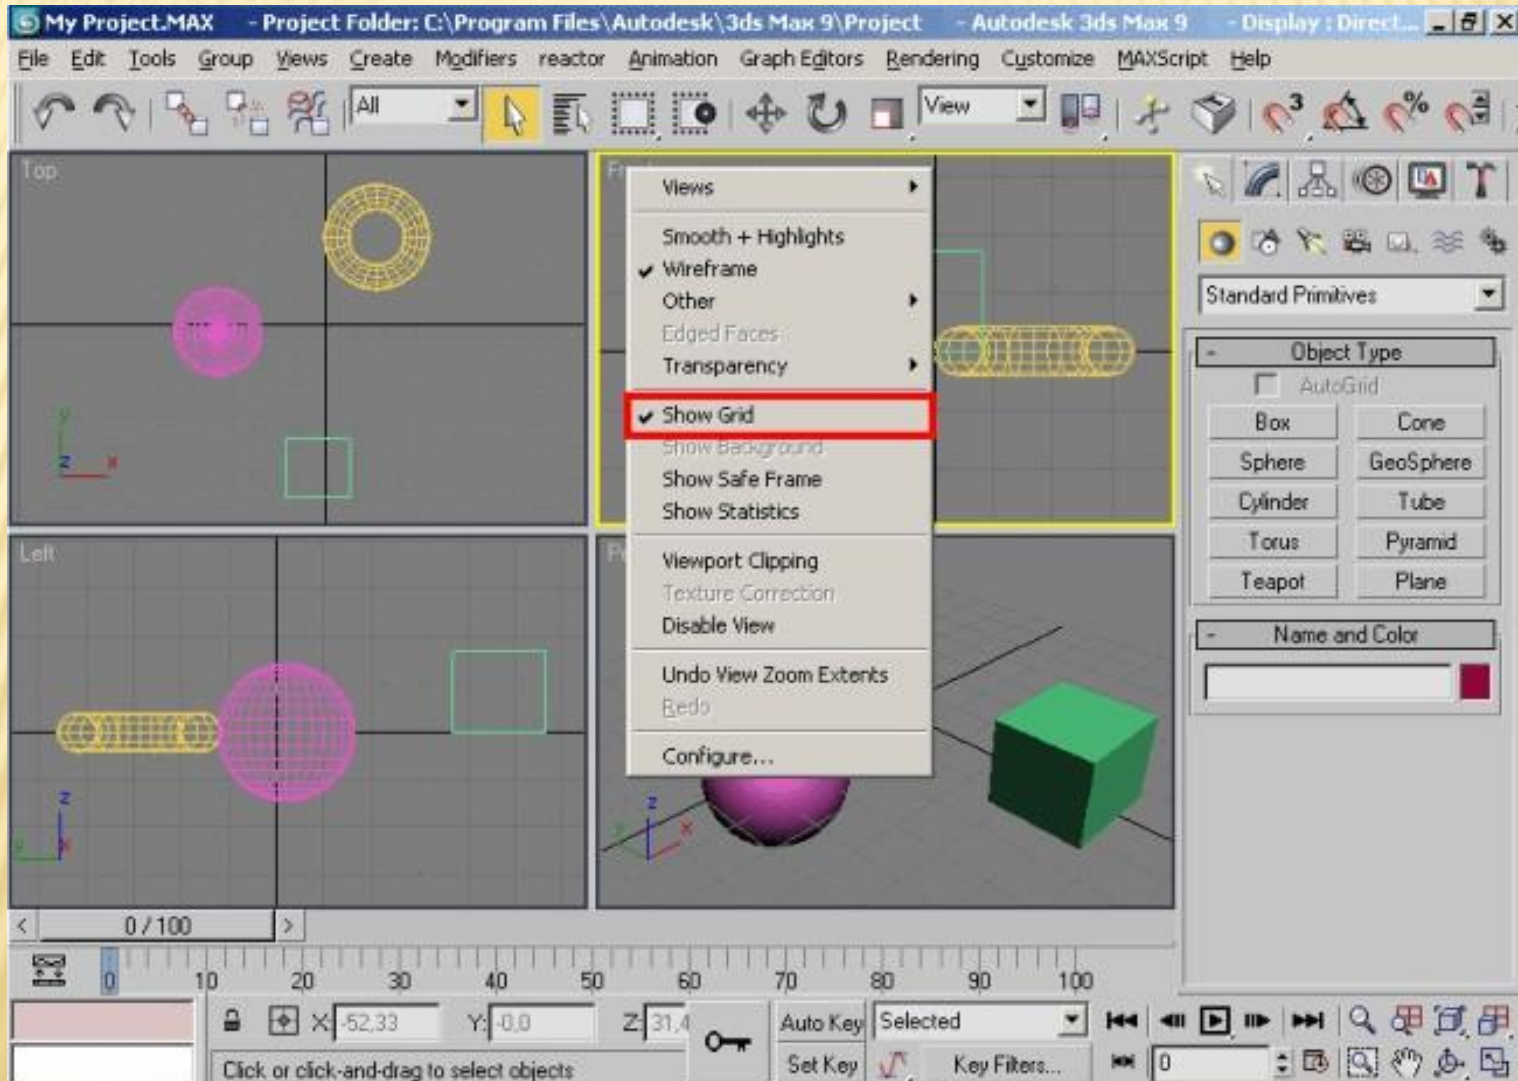 My Project.MAX - Project Folder: C:\Program Files\Autodesk\3ds Max 9\Project - Autodesk 3ds Max 9 - Display : Direct...
File Edit Tools Group Views Create Modifiers reactor Animation Graph Editors Rendering Customize MAXScript Help
All View
Top
Views
Smooth + Highlights
Wireframe
Other
Edged Faces
Transparency
Show Grid
Show Background
Show Safe Frame
Show Statistics
Viewport Clipping
Texture Correction
Disable View
Undo View Zoom Extents
Redo
Configure...
y
z x
Left
z
y x
z
y x
Standard Primitives
- Object Type
AutoGrid
Box Cone
Sphere GeoSphere
Cylinder Tube
Torus Pyramid
Teapot Plane
- Name and Color
< 0 / 100 >
0 10 20 30 40 50 60 70 80 90 100
X: -52,33 Y: -0,0 Z: 31,4
Auto Key Selected
Click or click-and-drag to select objects
Set Key Key Filters... 0